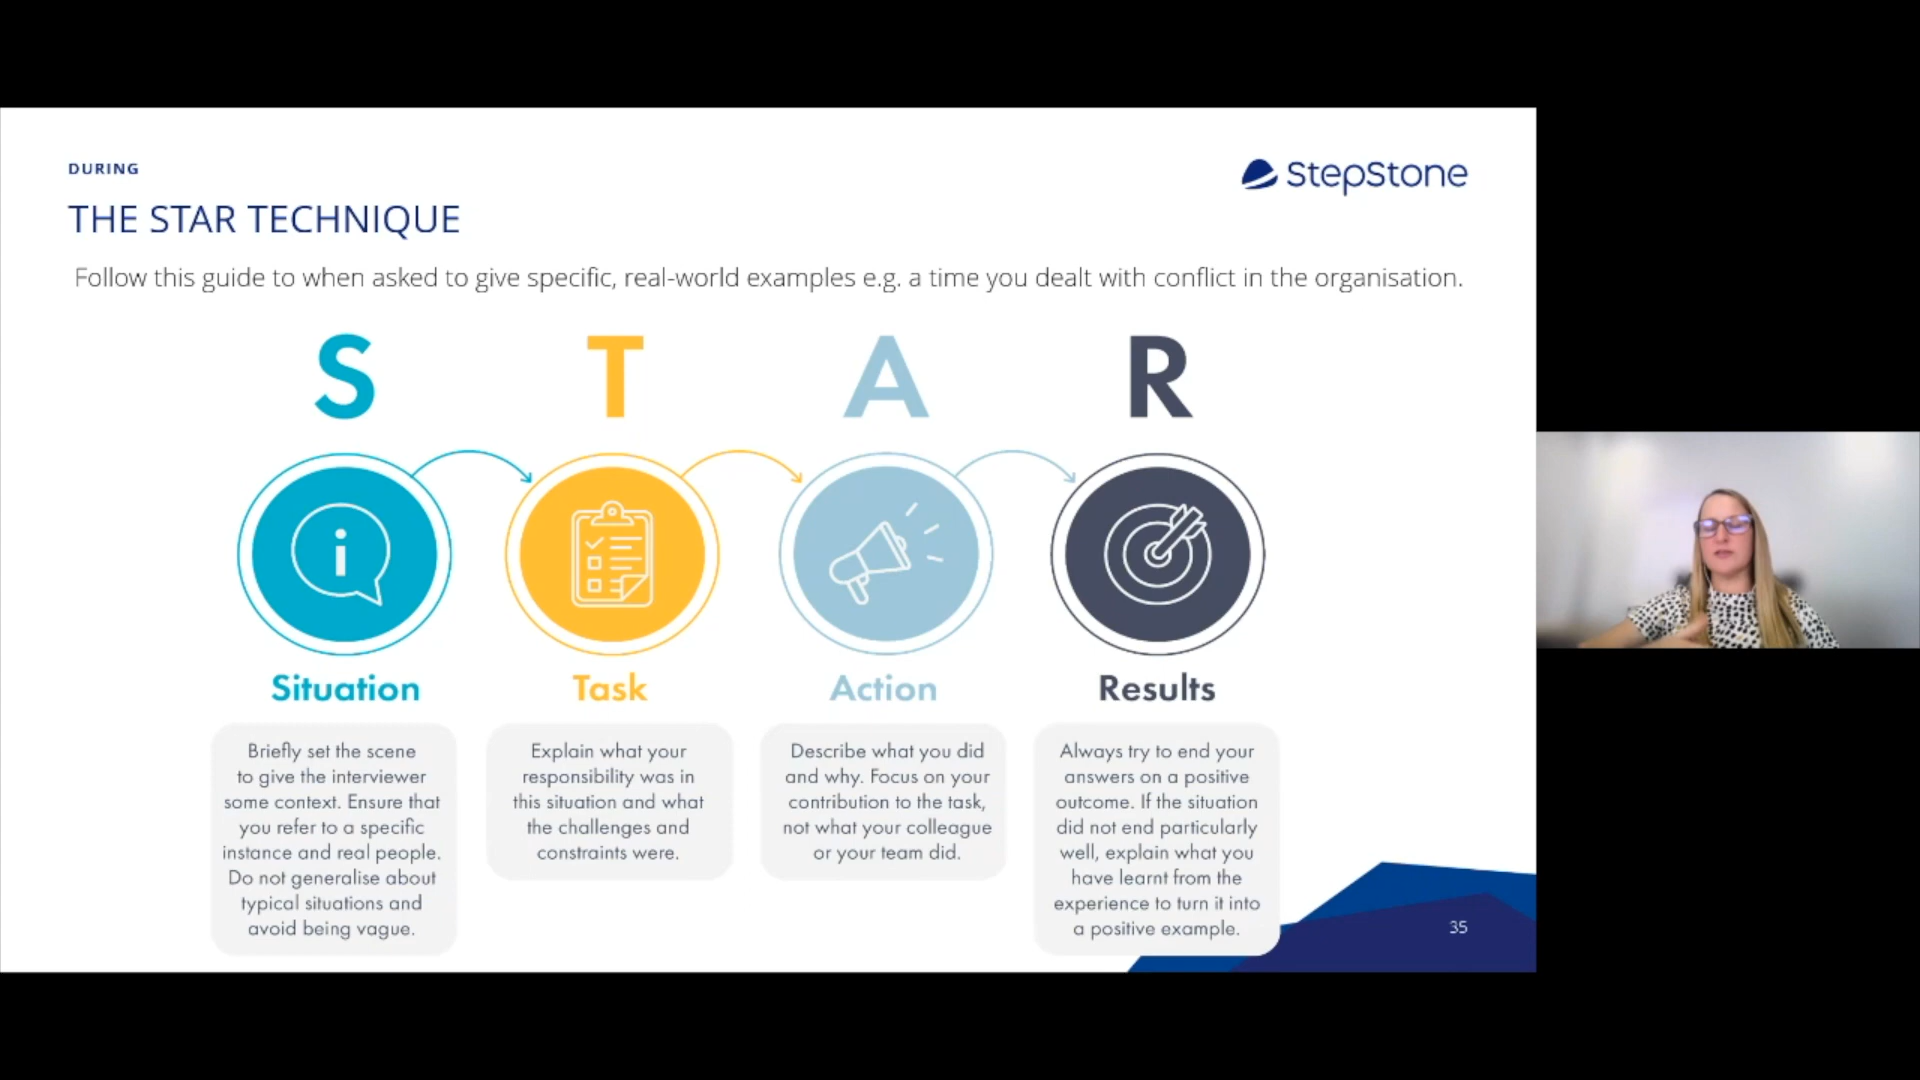 DURING
StepStone
THE STAR TECHNIQUE
Follow this guide to when asked to give specific, real-world examples e.g. a time you dealt with conflict in the organisation.
S
T
A
R
i
Situation
Task
Action
Results
Briefly set the scene
to give the interviewer
some context. Ensure that
you refer to a specific
instance and real people.
Do not generalise about
typical situations and
avoid being vague.
Explain what your
responsibility was in
this situation and what
the challenges and
constraints were.
Describe what you did
and why. Focus on your
contribution to the task,
not what your colleague
or your team did.
Always try to end your
answers on a positive
outcome. If the situation
did not end particularly
well, explain what you
have learnt from the
experience to turn it into
a positive example.
35